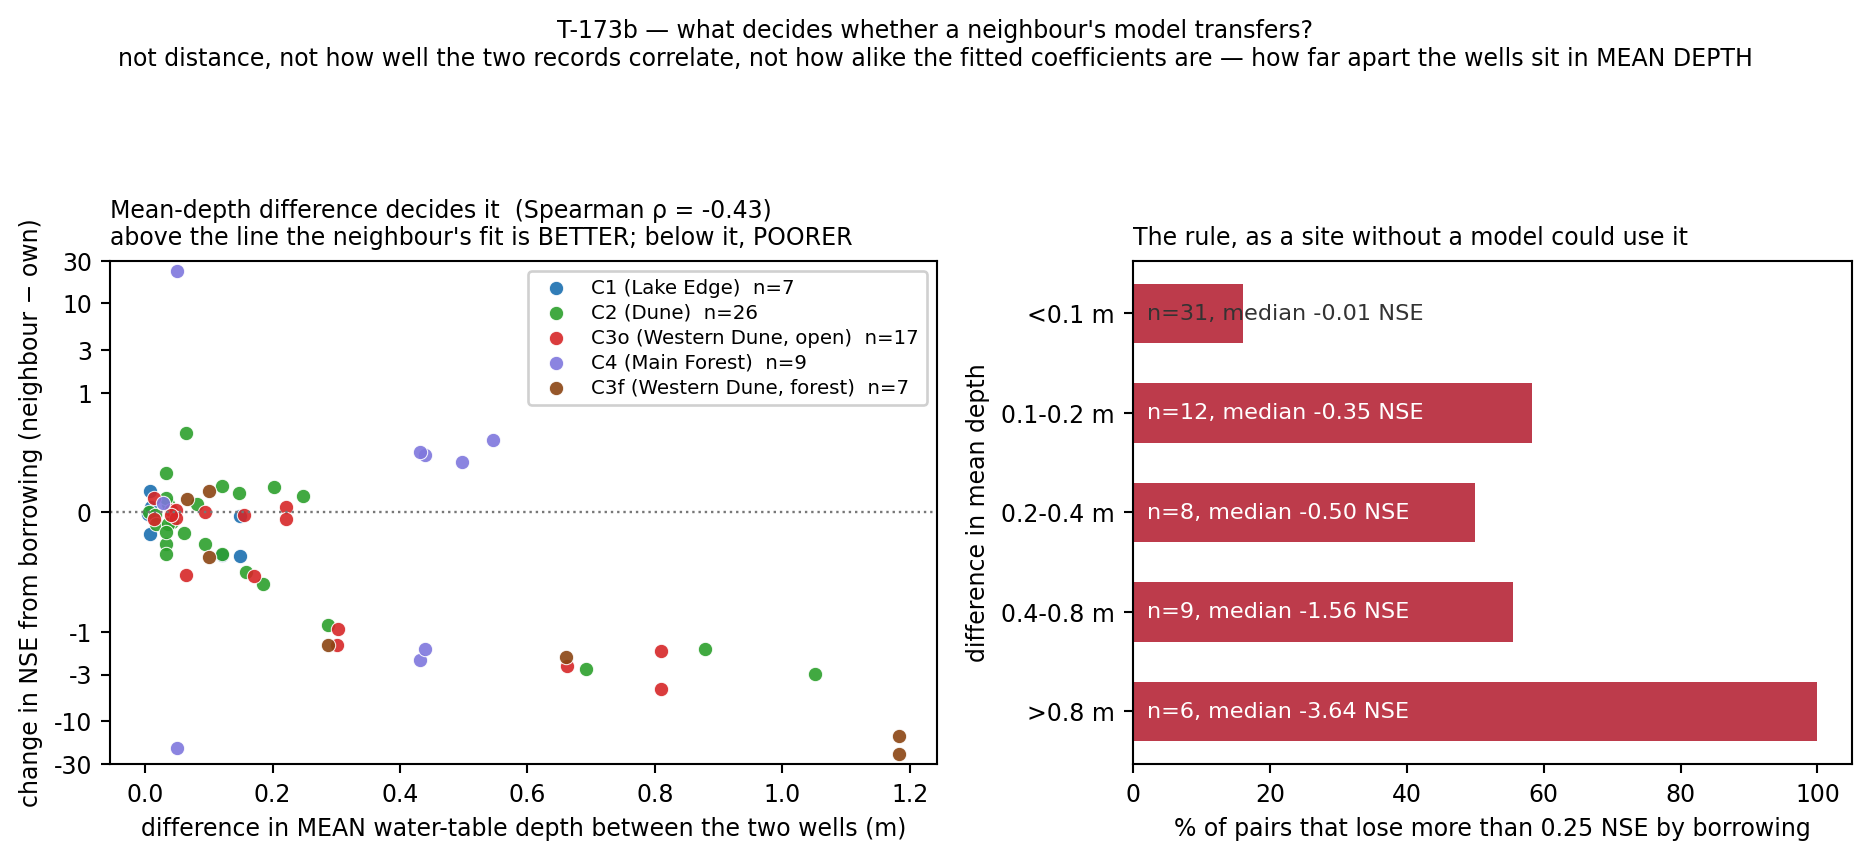 T-173b — what decides whether a neighbour's model transfers?
not distance, not how well the two records correlate, not how alike the fitted coefficients are — how far apart the wells sit in MEAN DEPTH
Mean-depth difference decides it  (Spearman ρ = -0.43)
above the line the neighbour's fit is BETTER; below it, POORER
change in NSE from borrowing (neighbour − own)
30
10
3
1
0
-1
-3
-10
-30
C1 (Lake Edge)  n=7
C2 (Dune)  n=26
C3o (Western Dune, open)  n=17
C4 (Main Forest)  n=9
C3f (Western Dune, forest)  n=7
0.0
0.2
0.4
0.6
0.8
1.0
1.2
difference in MEAN water-table depth between the two wells (m)
The rule, as a site without a model could use it
difference in mean depth
<0.1 m
n=31, median -0.01 NSE
0.1-0.2 m
n=12, median -0.35 NSE
0.2-0.4 m
n=8, median -0.50 NSE
0.4-0.8 m
n=9, median -1.56 NSE
>0.8 m
n=6, median -3.64 NSE
0
20
40
60
80
100
% of pairs that lose more than 0.25 NSE by borrowing